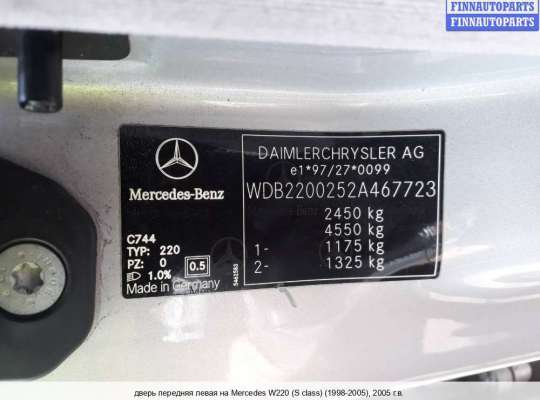 FINNAUTOPARTS
FINNAUTOPARTS
FINNAUTOPARTS
Mercedes-Benz
C744
TYP: 220
PZ: 0
1.0% 0.5
Made in Germany
DAIMLERCHRYSLER AG
e1*97/27*0099
WDB2200252A467723
2450 kg
4550 kg
1- 1175 kg
2- 1325 kg
дверь передняя левая на Mercedes W220 (S class) (1998-2005), 2005 г.в.